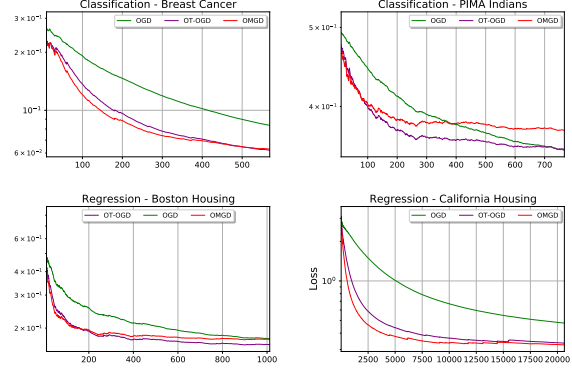 Classification - Breast Cancer
OGD OT-OGD OMGD
3 × 10⁻¹
10⁻¹
6 × 10⁻²
100 200 300 400 500
Classification - PIMA Indians
OGD OT-OGD OMGD
5 × 10⁻¹
4 × 10⁻¹
100 200 300 400 500 600 700
Regression - Boston Housing
OT-OGD OGD OMGD
6 × 10⁻¹
4 × 10⁻¹
3 × 10⁻¹
2 × 10⁻¹
200 400 600 800 1000
Regression - California Housing
OGD OT-OGD OMGD
Loss
10⁰
2500 5000 7500 10000 12500 15000 17500 20000